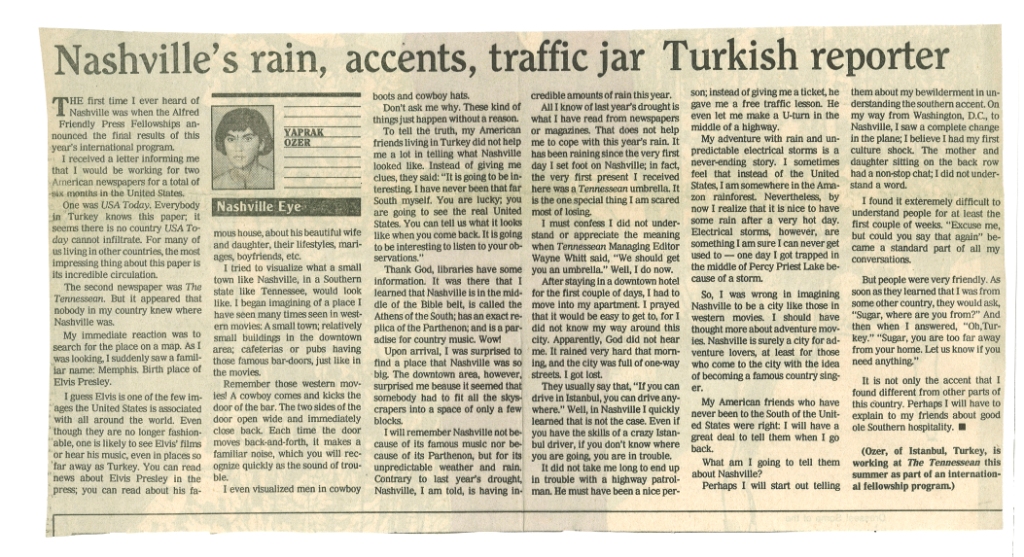 Nashville's rain, accents, traffic jar Turkish reporter
THE first time I ever heard of
Nashville was when the Alfred
Friendly Press Fellowships an-
nounced the final results of this
year's international program.
I received a letter informing me
that I would be working for two
American newspapers for a total of
six months in the United States.
One was USA Today. Everybody
in Turkey knows this paper; it
seems there is no country USA To-
day cannot infiltrate. For many of
us living in other countries, the most
impressing thing about this paper is
its incredible circulation.
The second newspaper was The
Tennessean. But it appeared that
nobody in my country knew where
Nashville was.
My immediate reaction was to
search for the place on a map. As I
was looking, I suddenly saw a famil-
iar name: Memphis. Birth place of
Elvis Presley.
I guess Elvis is one of the few im-
ages the United States is associated
with all around the world. Even
though they are no longer fashion-
able, one is likely to see Elvis' films
or hear his music, even in places so
far away as Turkey. You can read
news about Elvis Presley in the
press; you can read about his fa-
YAPRAK
OZER
Nashville Eye
mous house, about his beautiful wife
and daughter, their lifestyles, mari-
ages, boyfriends, etc.
I tried to visualize what a small
town like Nashville, in a Southern
state like Tennessee, would look
like. I began imagining of a place I
have seen many times seen in west-
ern movies: A small town; relatively
small buildings in the downtown
area; cafeterias or pubs having
those famous bar-doors, just like in
the movies.
Remember those western mov-
ies! A cowboy comes and kicks the
door of the bar. The two sides of the
door open wide and immediately
close back. Each time the door
moves back-and-forth, it makes a
familiar noise, which you will rec-
ognize quickly as the sound of trou-
ble.
I even visualized men in cowboy
boots and cowboy hats.
Don't ask me why. These kind of
things just happen without a reason.
To tell the truth, my American
friends living in Turkey did not help
me a lot in telling what Nashville
looked like. Instead of giving me
clues, they said: "It is going to be in-
teresting. I have never been that far
South myself. You are lucky; you
are going to see the real United
States. You can tell us what it looks
like when you come back. It is going
to be interesting to listen to your ob-
servations."
Thank God, libraries have some
information. It was there that I
learned that Nashville is in the mid-
dle of the Bible belt, is called the
Athens of the South; has an exact re-
plica of the Parthenon; and is a par-
adise for country music. Wow!
Upon arrival, I was surprised to
find a place that Nashville was so
big. The downtown area, however,
surprised me beause it seemed that
somebody had to fit all the skys-
crapers into a space of only a few
blocks.
I will remember Nashville not be-
cause of its famous music nor be-
cause of its Parthenon, but for its
unpredictable weather and rain.
Contrary to last year's drought,
Nashville, I am told, is having in-
credible amounts of rain this year.
All I know of last year's drought is
what I have read from newspapers
or magazines. That does not help
me to cope with this year's rain. It
has been raining since the very first
day I set foot on Nashville; in fact,
the very first present I received
here was a Tennessean umbrella. It
is the one special thing I am scared
most of losing.
I must confess I did not under-
stand or appreciate the meaning
when Tennessean Managing Editor
Wayne Whitt said, "We should get
you an umbrella." Well, I do now.
After staying in a downtown hotel
for the first couple of days, I had to
move into my apartment. I prayed
that it would be easy to get to, for I
did not know my way around this
city. Apparently, God did not hear
me. It rained very hard that morn-
ing, and the city was full of one-way
streets. I got lost.
They usually say that, "If you can
drive in Istanbul, you can drive any-
where." Well, in Nashville I quickly
learned that is not the case. Even if
you have the skills of a crazy Istan-
bul driver, if you don't know where
you are going, you are in trouble.
It did not take me long to end up
in trouble with a highway patrol-
man. He must have been a nice per-
son; instead of giving me a ticket, he
gave me a free traffic lesson. He
even let me make a U-turn in the
middle of a highway.
My adventure with rain and un-
predictable electrical storms is a
never-ending story. I sometimes
feel that instead of the United
States, I am somewhere in the Ama-
zon rainforest. Nevertheless, by
now I realize that it is nice to have
some rain after a very hot day.
Electrical storms, however, are
something I am sure I can never get
used to — one day I got trapped in
the middle of Percy Priest Lake be-
cause of a storm.
So, I was wrong in imagining
Nashville to be a city like those in
western movies. I should have
thought more about adventure mov-
ies. Nashville is surely a city for ad-
venture lovers, at least for those
who come to the city with the idea
of becoming a famous country sing-
er.
My American friends who have
never been to the South of the Unit-
ed States were right: I will have a
great deal to tell them when I go
back.
What am I going to tell them
about Nashville?
Perhaps I will start out telling
them about my bewilderment in un-
derstanding the southern accent. On
my way from Washington, D.C., to
Nashville, I saw a complete change
in the plane; I believe I had my first
culture shock. The mother and
daughter sitting on the back row
had a non-stop chat; I did not under-
stand a word.
I found it exteremely difficult to
understand people for at least the
first couple of weeks. "Excuse me,
but could you say that again" be-
came a standard part of all my
conversations.
But people were very friendly. As
soon as they learned that I was from
some other country, they would ask,
"Sugar, where are you from?" And
then when I answered, "Oh,Tur-
key." "Sugar, you are too far away
from your home. Let us know if you
need anything."
It is not only the accent that I
found different from other parts of
this country. Perhaps I will have to
explain to my friends about good
ole Southern hospitality. ■
(Ozer, of Istanbul, Turkey, is
working at The Tennessean this
summer as part of an internation-
al fellowship program.)